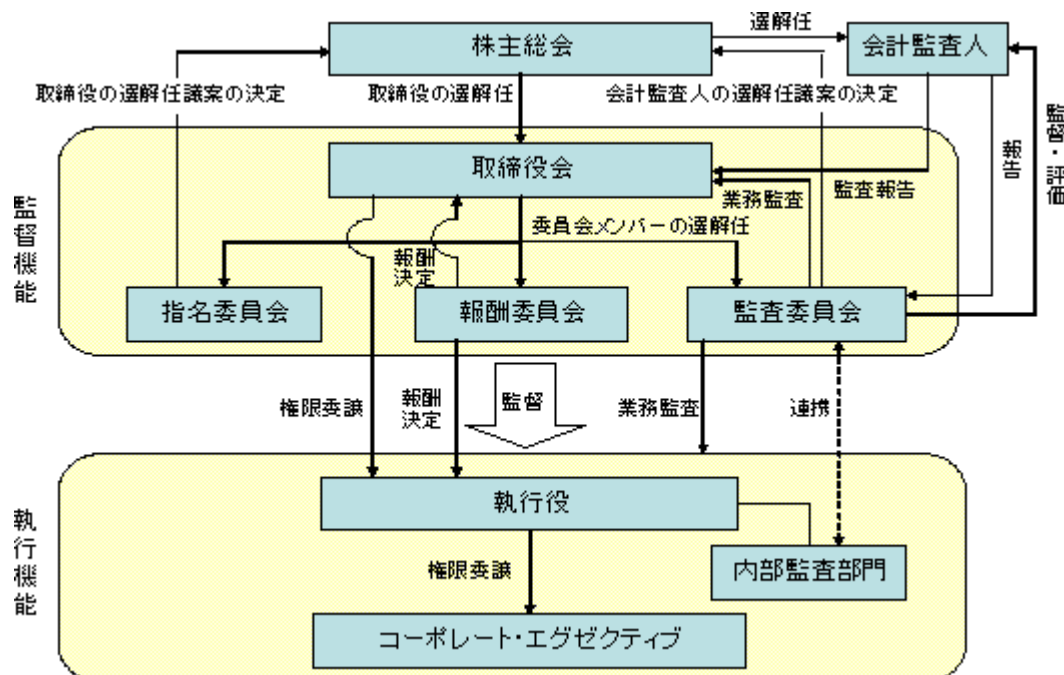 株主総会
選解任
会計監査人
取締役の選解任議案の決定
取締役の選解任
会計監査人の選解任議案の決定
監督・評価
報告
監督機能
取締役会
業務監査
監査報告
委員会メンバーの選解任
報酬
決定
指名委員会
報酬委員会
監査委員会
権限委譲
報酬
決定
監督
業務監査
連携
執行機能
執行役
権限委譲
内部監査部門
コーポレート・エグゼクティブ